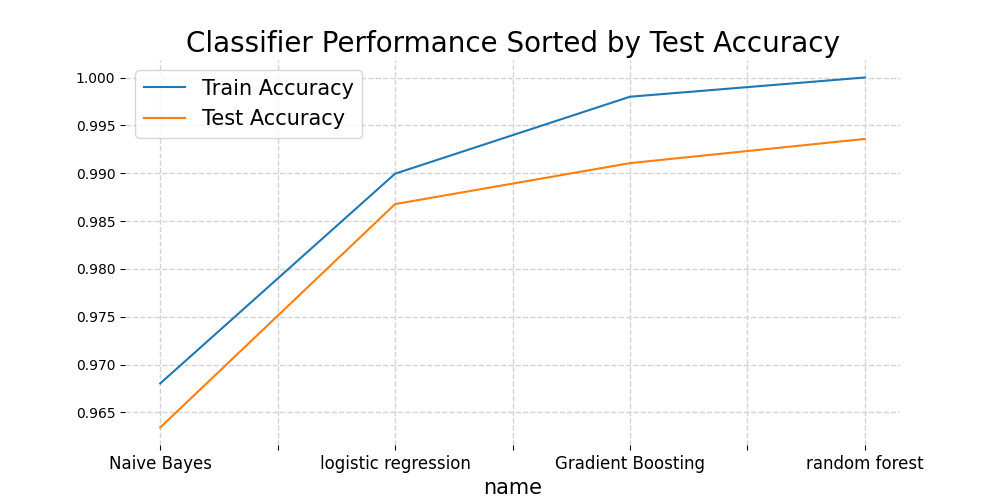 Classifier Performance Sorted by Test Accuracy
Train Accuracy
Test Accuracy
1.000
0.995
0.990
0.985
0.980
0.975
0.970
0.965
Naive Bayes logistic regression Gradient Boosting random forest
name